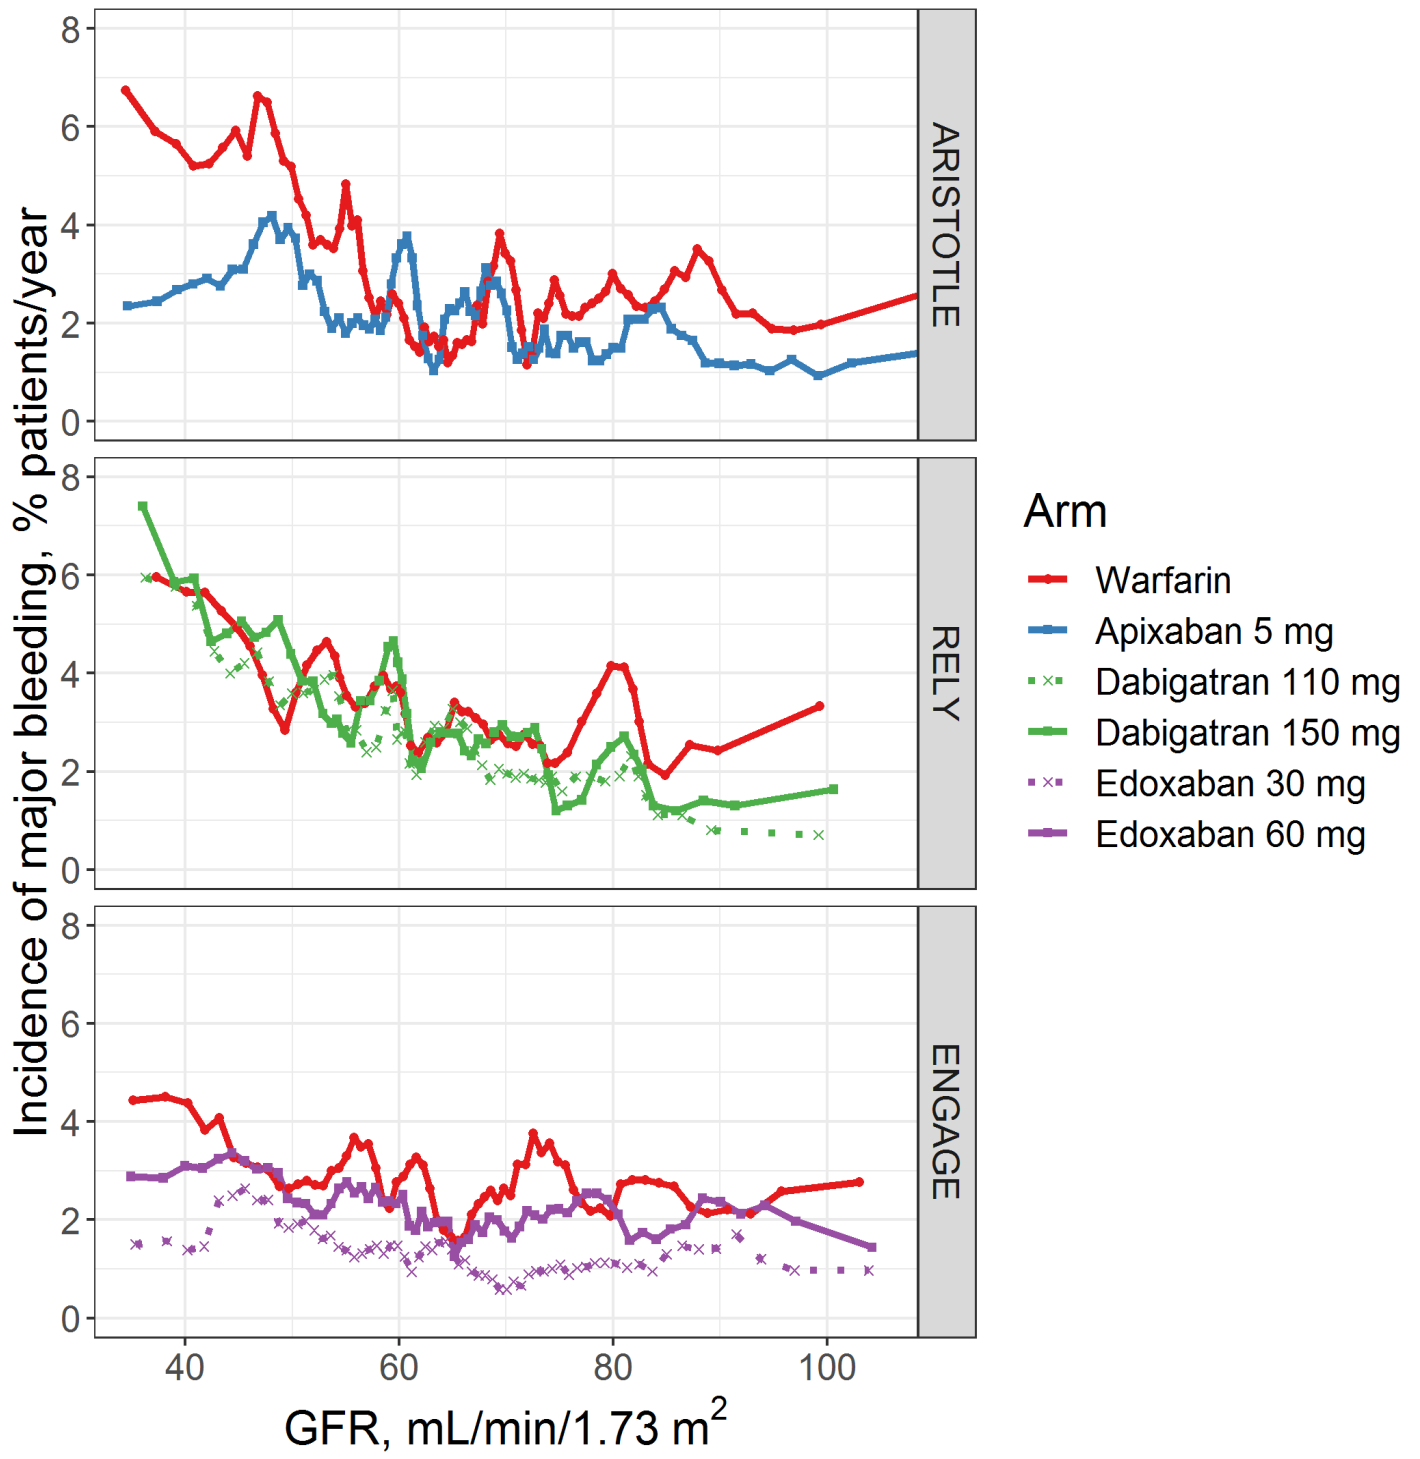 Incidence of major bleeding, % patients/year
8
6
4
2
0
ARISTOTLE
8
6
4
2
0
RELY
8
6
4
2
0
ENGAGE
40 60 80 100
GFR, mL/min/1.73 m²
Arm
Warfarin
Apixaban 5 mg
Dabigatran 110 mg
Dabigatran 150 mg
Edoxaban 30 mg
Edoxaban 60 mg